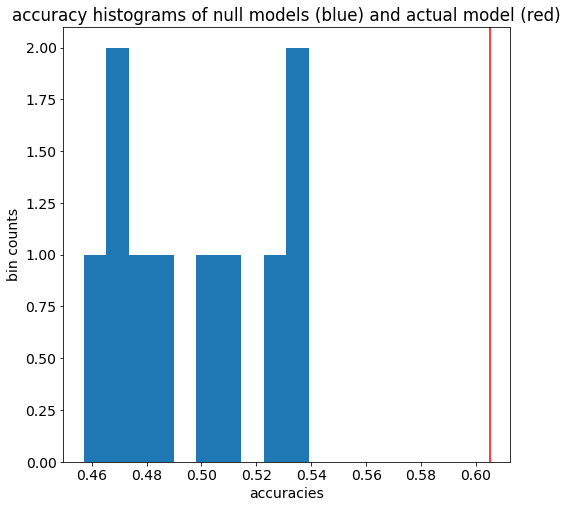 accuracy histograms of null models (blue) and actual model (red)
2.00
1.75
1.50
1.25
1.00
0.75
0.50
0.25
0.00
bin counts
0.46 0.48 0.50 0.52 0.54 0.56 0.58 0.60
accuracies